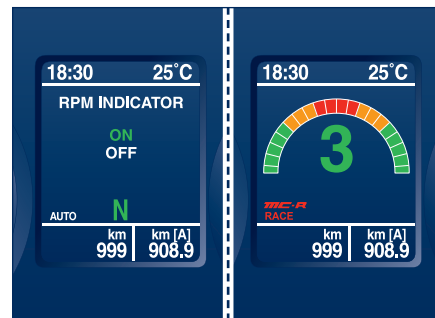 18:30 25°C
RPM INDICATOR
ON
OFF
AUTO N
km km [A]
999 908.9
18:30 25°C
3
MC-A
RACE
km km [A]
999 908.9